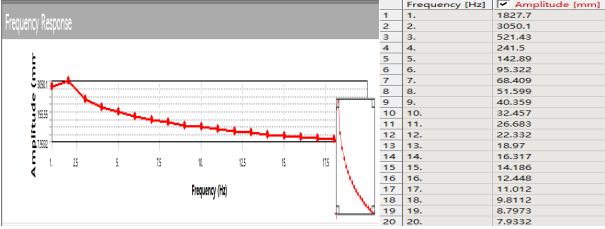 Frequency Response
Amplitude (mm
3050.1
155.55
7.9332
1.
2.5
5.
7.5
10.
12.5
15.
17.5
Frequency (Hz)
Frequency [Hz] Amplitude [mm]
1 1. 1827.7
2 2. 3050.1
3 3. 521.43
4 4. 241.5
5 5. 142.89
6 6. 95.322
7 7. 68.409
8 8. 51.599
9 9. 40.359
10 10. 32.457
11 11. 26.683
12 12. 22.332
13 13. 18.97
14 14. 16.317
15 15. 14.186
16 16. 12.448
17 17. 11.012
18 18. 9.8112
19 19. 8.7973
20 20. 7.9332